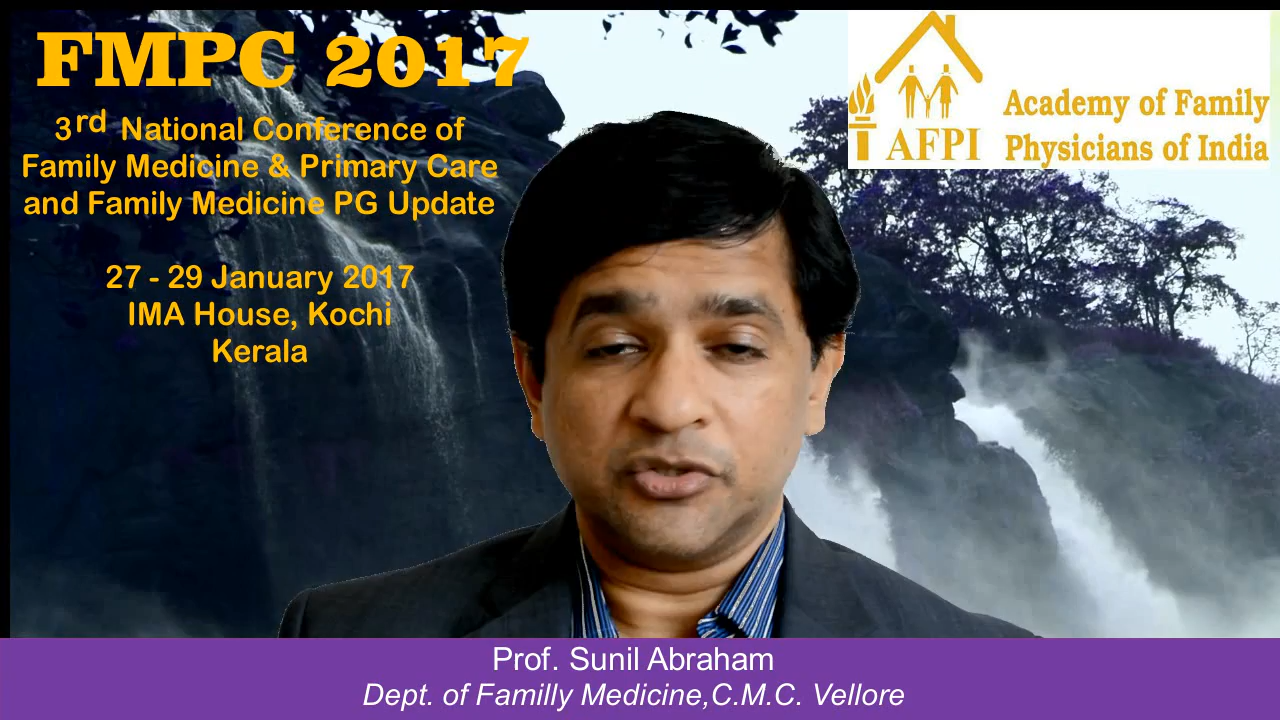 FMPC 2017
3rd National Conference of
Family Medicine & Primary Care
and Family Medicine PG Update
27 - 29 January 2017
IMA House, Kochi
Kerala
AFPI
Academy of Family
Physicians of India
Prof. Sunil Abraham
Dept. of Familly Medicine,C.M.C. Vellore